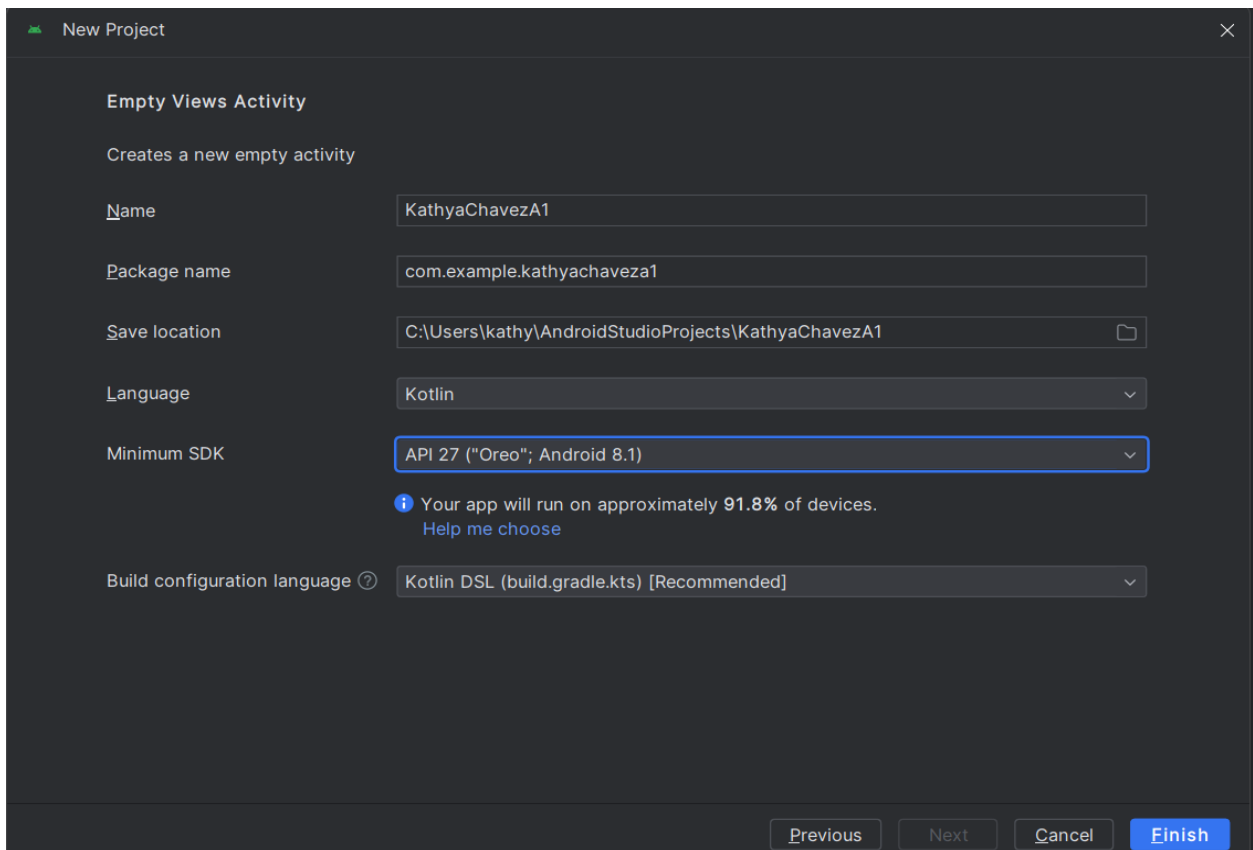 New Project
Empty Views Activity
Creates a new empty activity
Name KathyaChavezA1
Package name com.example.kathyachaveza1
Save location C:\Users\kathy\AndroidStudioProjects\KathyaChavezA1
Language Kotlin
Minimum SDK API 27 ("Oreo"; Android 8.1)
Your app will run on approximately 91.8% of devices.
Help me choose
Build configuration language Kotlin DSL (build.gradle.kts) [Recommended]
Previous Next Cancel Finish